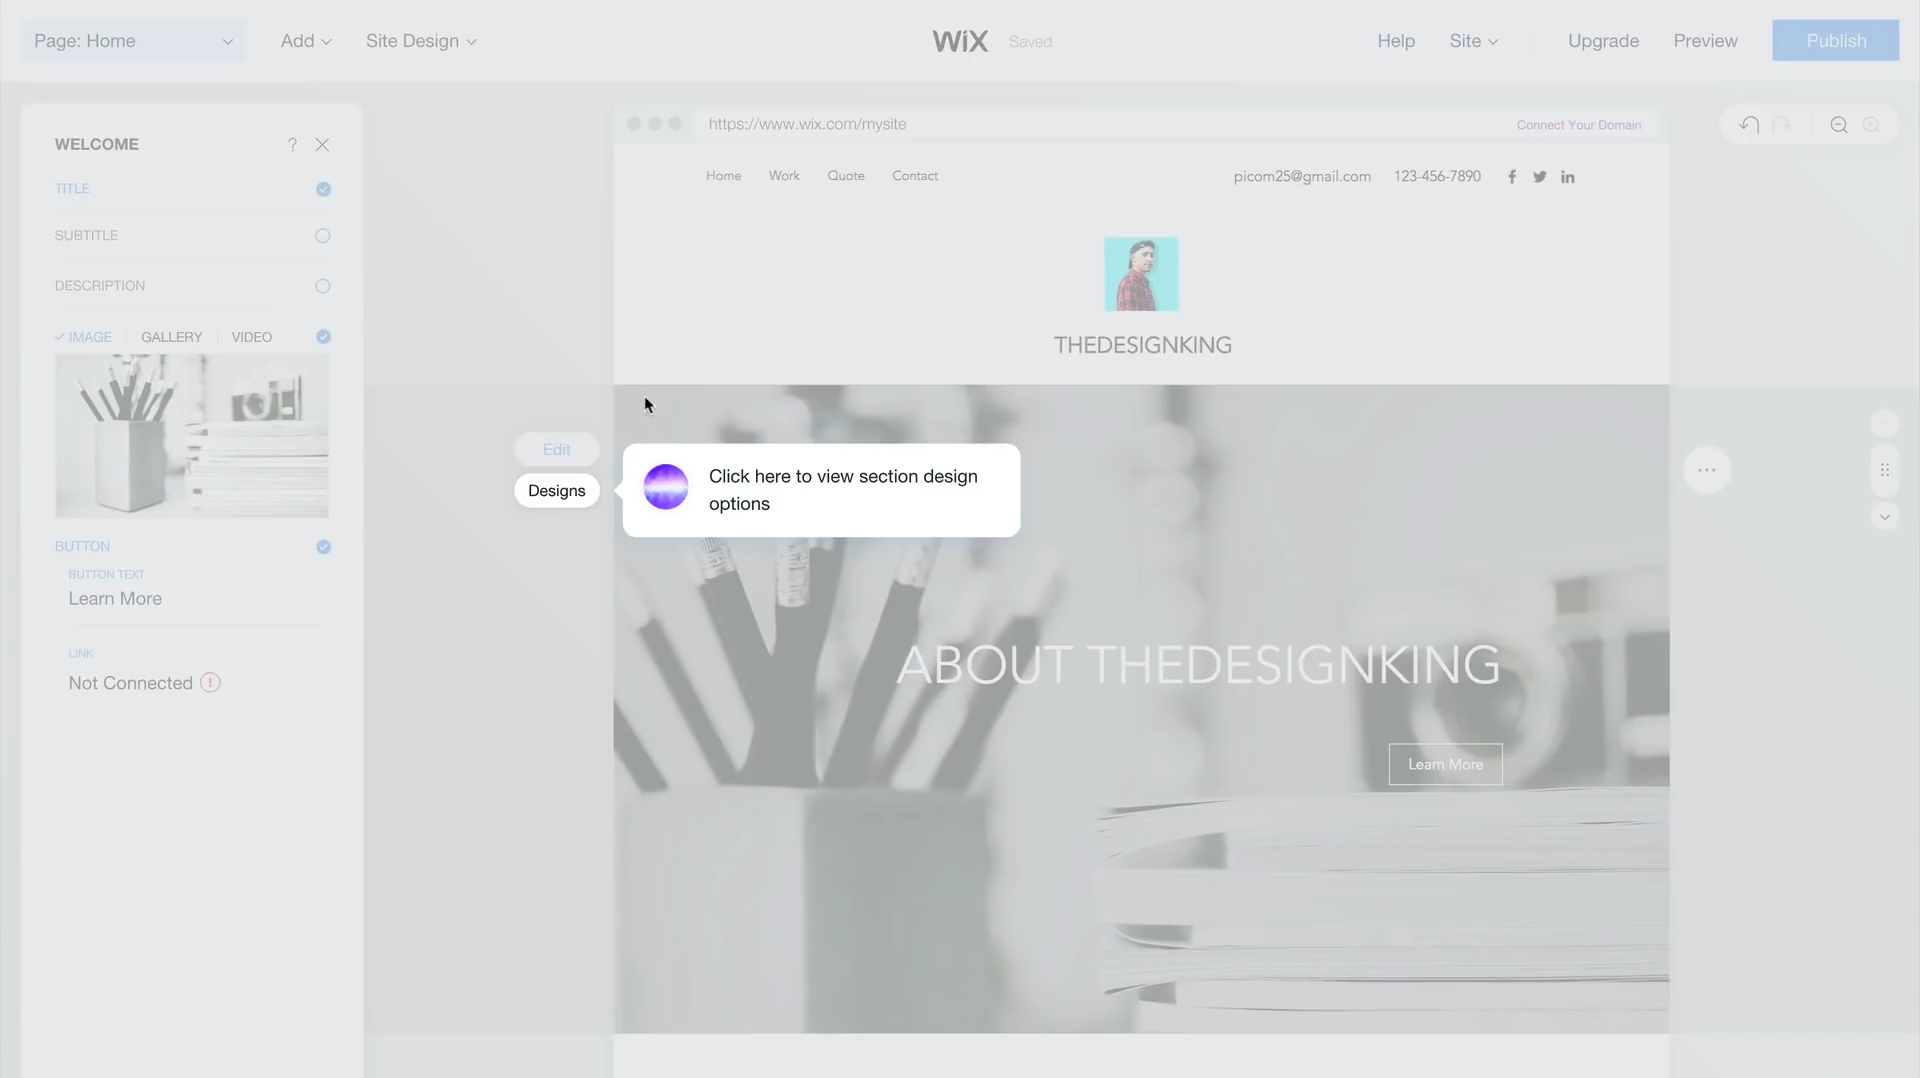 Page: Home
Add
Site Design
WiX
Saved
Help
Site
Upgrade
Preview
Publish
WELCOME
?
TITLE
SUBTITLE
DESCRIPTION
IMAGE
GALLERY
VIDEO
BUTTON
BUTTON TEXT
Learn More
LINK
Not Connected
https://www.wix.com/mysite
Connect Your Domain
Home
Work
Quote
Contact
picom25@gmail.com
123-456-7890
THEDESIGNKING
Edit
Designs
Click here to view section design
options
ABOUT THEDESIGNKING
Learn More